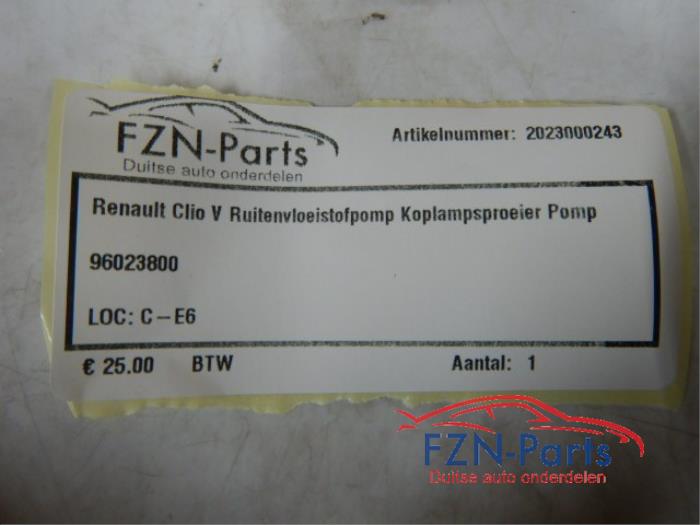 FZN-Parts
Duitse auto onderdelen
Artikelnummer: 2023000243
Renault Clio V Ruitenvloeistofpomp Koplampsproeier Pomp
96023800
LOC: C-E6
€ 25.00 BTW Aantal: 1
FZN-Parts
Duitse auto onderdelen